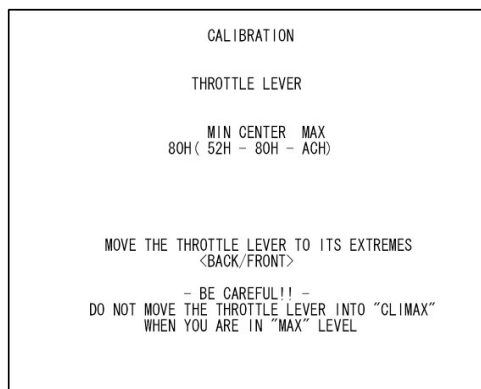 CALIBRATION
THROTTLE LEVER
MIN CENTER MAX
80H( 52H - 80H - ACH)
MOVE THE THROTTLE LEVER TO ITS EXTREMES
<BACK/FRONT>
- BE CAREFUL!! -
DO NOT MOVE THE THROTTLE LEVER INTO "CLIMAX"
WHEN YOU ARE IN "MAX" LEVEL